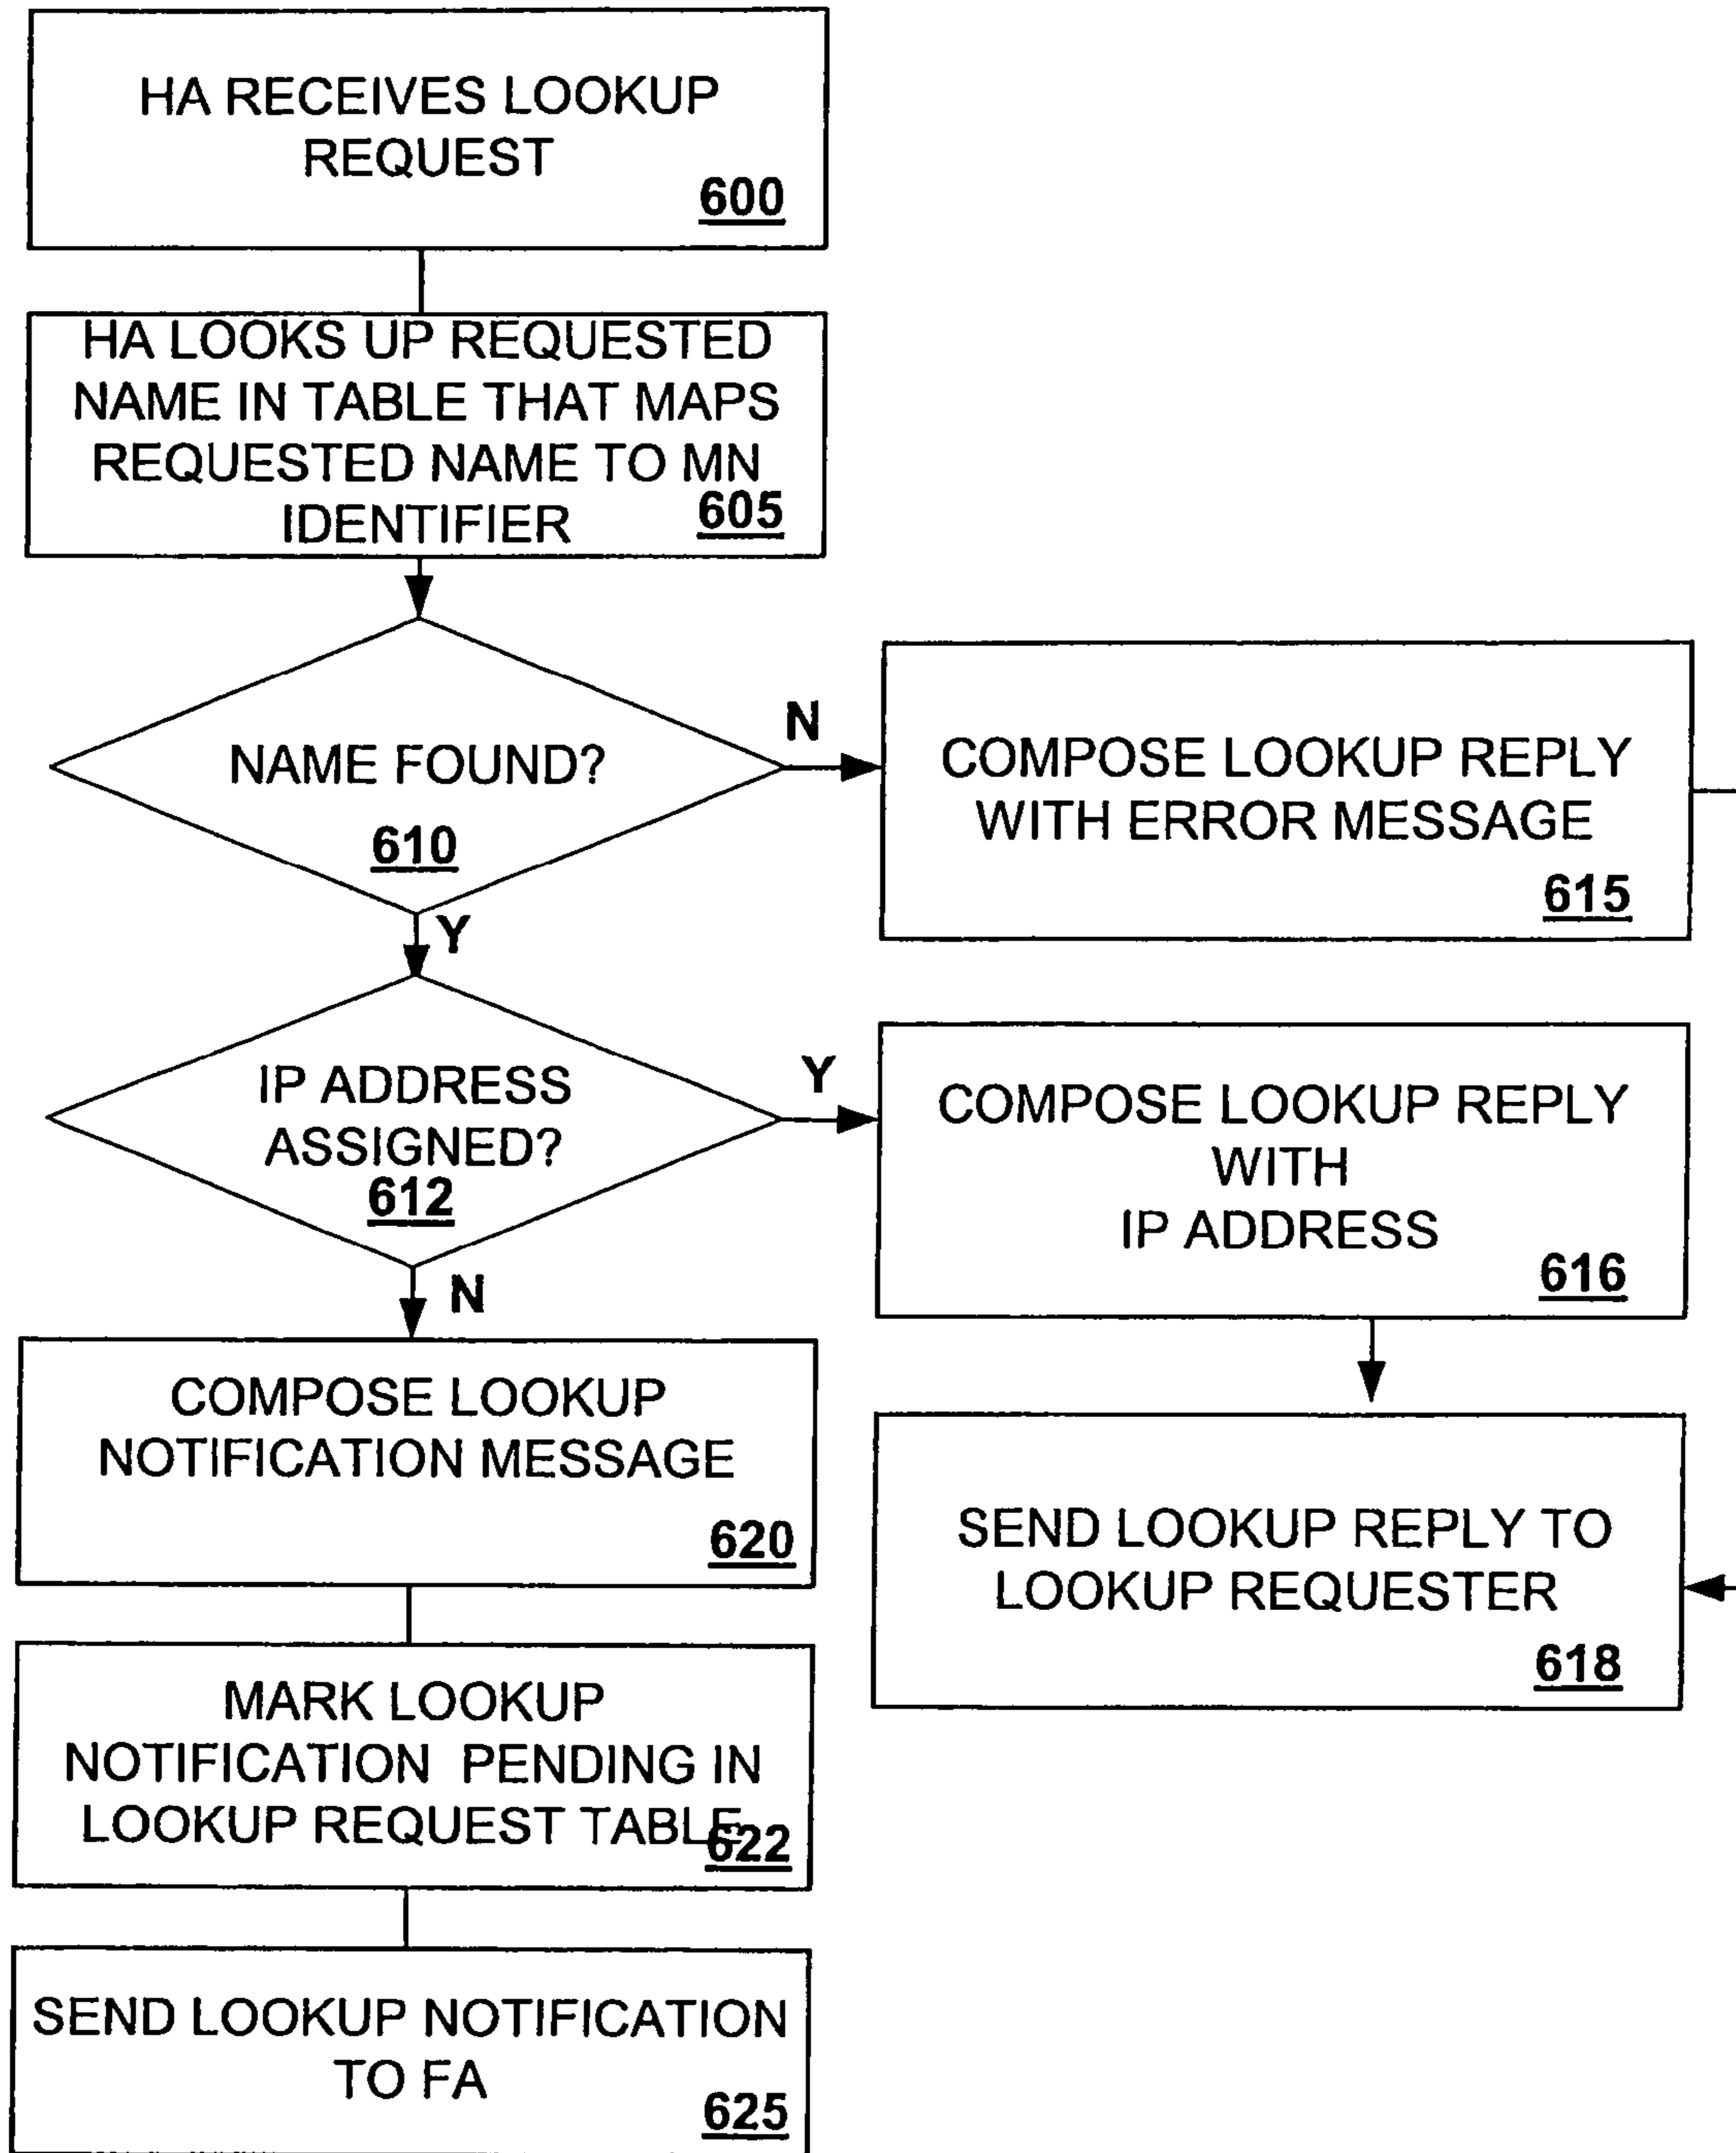 HA RECEIVES LOOKUP
REQUEST
600
HA LOOKS UP REQUESTED
NAME IN TABLE THAT MAPS
REQUESTED NAME TO MN
IDENTIFIER 605
NAME FOUND?
610
N
COMPOSE LOOKUP REPLY
WITH ERROR MESSAGE
615
Y
IP ADDRESS
ASSIGNED?
612
Y
COMPOSE LOOKUP REPLY
WITH
IP ADDRESS
616
N
COMPOSE LOOKUP
NOTIFICATION MESSAGE
620
SEND LOOKUP REPLY TO
LOOKUP REQUESTER
618
MARK LOOKUP
NOTIFICATION PENDING IN
LOOKUP REQUEST TABLE
622
SEND LOOKUP NOTIFICATION
TO FA
625